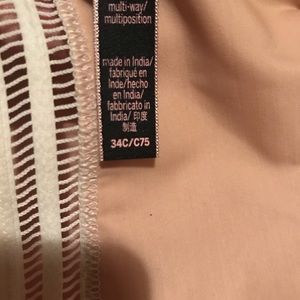 multi-way/
multiposition
made in India/
fabriqué en
Inde/hecho
en India/
fabbricato in
India/ 印度
制造
34C/C75